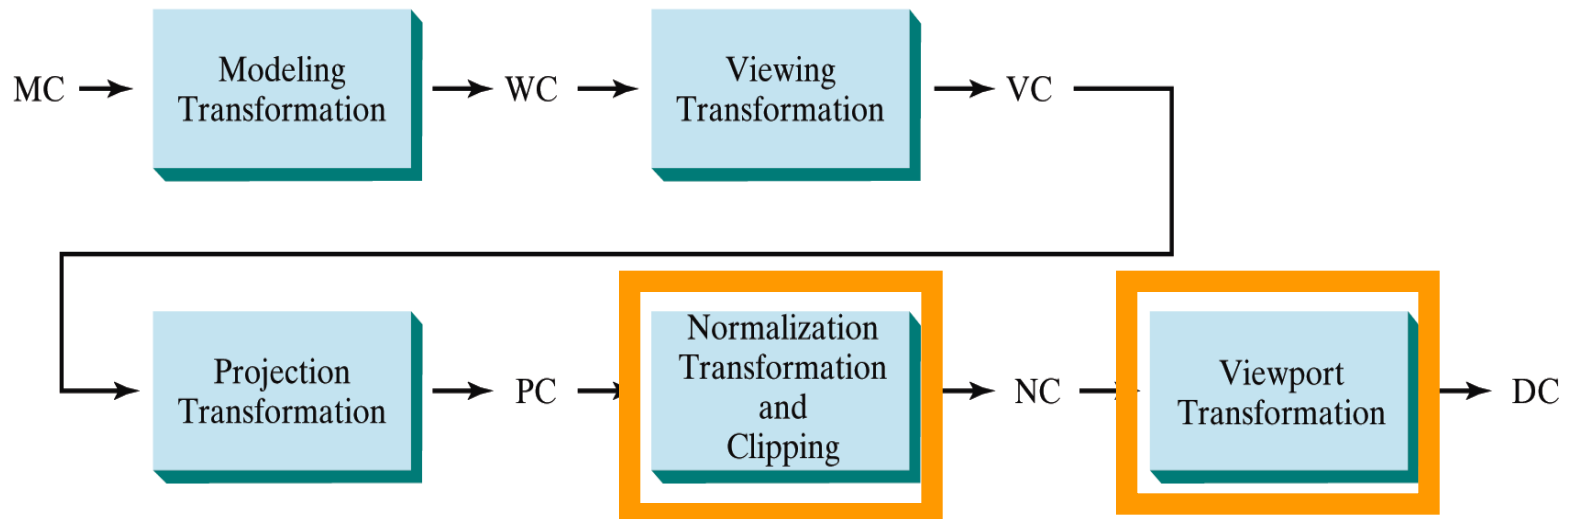 MC
Modeling
Transformation
WC
Viewing
Transformation
VC
Projection
Transformation
PC
Normalization
Transformation
and
Clipping
NC
Viewport
Transformation
DC